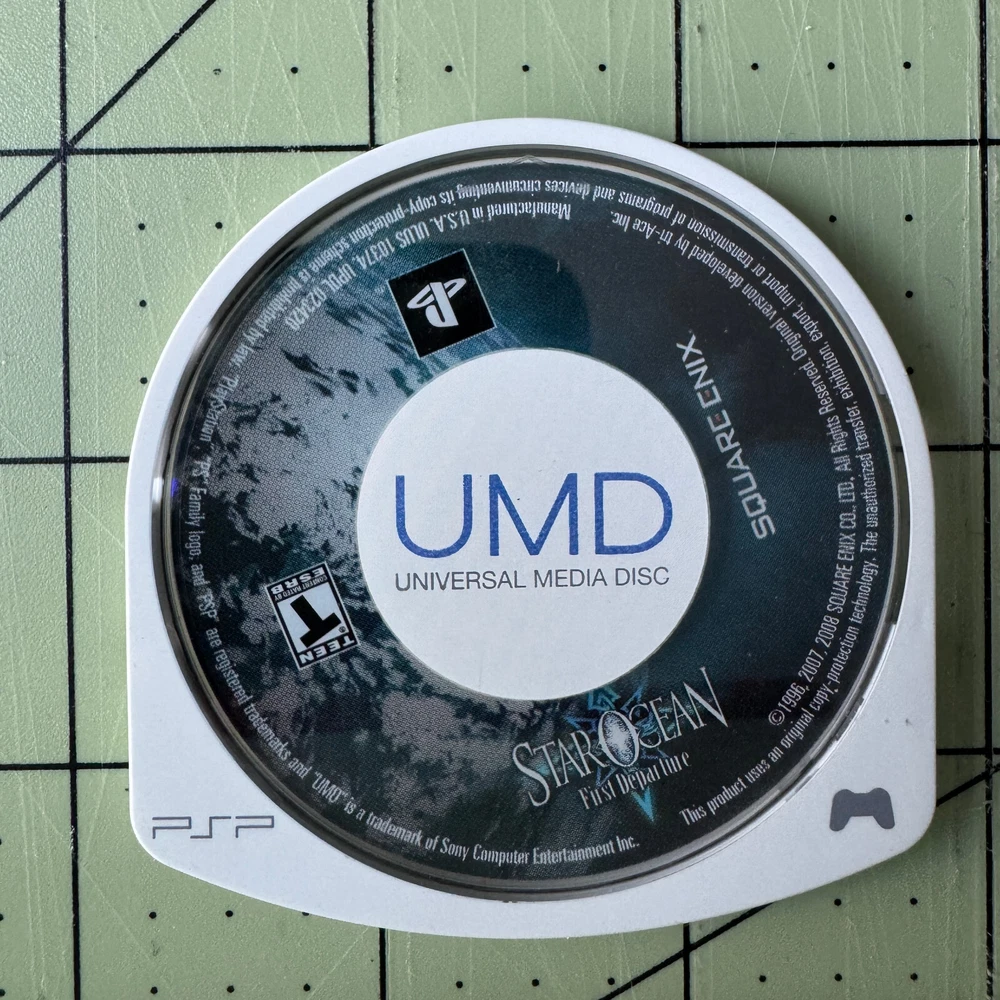 UMD
UNIVERSAL MEDIA DISC
SQUARE ENIX
STAR OCEAN
First Departure
TEEN
T
®
CONTENT RATED BY
ESRB
PSP
Manufactured in U.S.A. ULUS 10374,
©1996, 2007, 2008 SQUARE ENIX CO., LTD. All Rights Reserved. Original version developed by tri-Ace Inc.
This product uses an original copy-protection technology. The unauthorized transfer, exhibition, export, import or transmission of programs and devices circumventing its copy-protection scheme is prohibited by law. "PlayStation", "PS" Family logo, and "PSP" are registered trademarks and "UMD" is a trademark of Sony Computer Entertainment Inc.